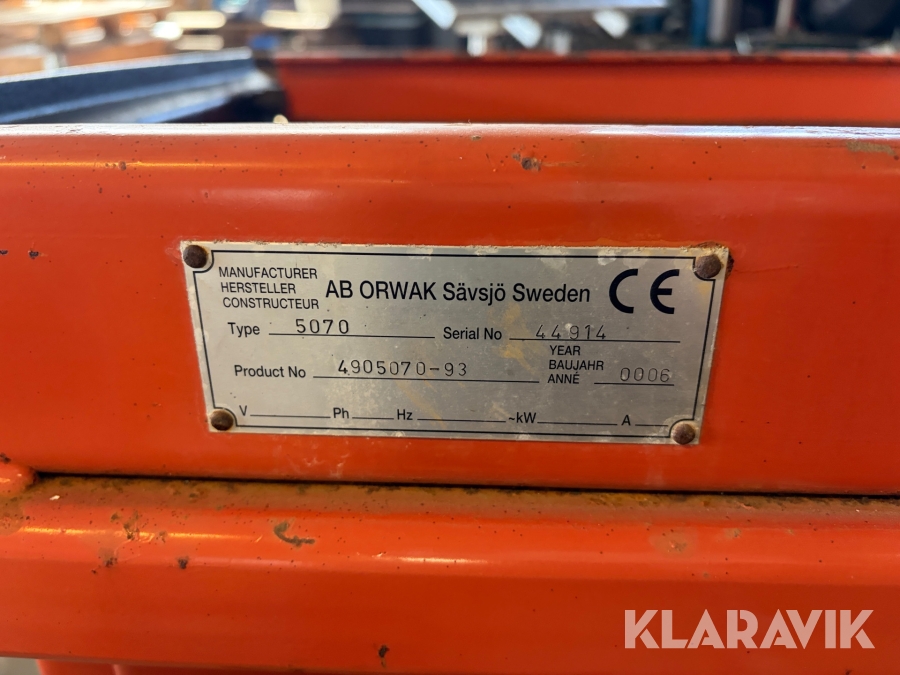 MANUFACTURER
HERSTELLER
CONSTRUCTEUR
AB ORWAK Sävsjö Sweden CE
Type 5070 Serial No 44914
Product No 4905070-93
YEAR
BAUJAHR
ANNÉ 0006
V Ph Hz ~kW A
KLARAVIK